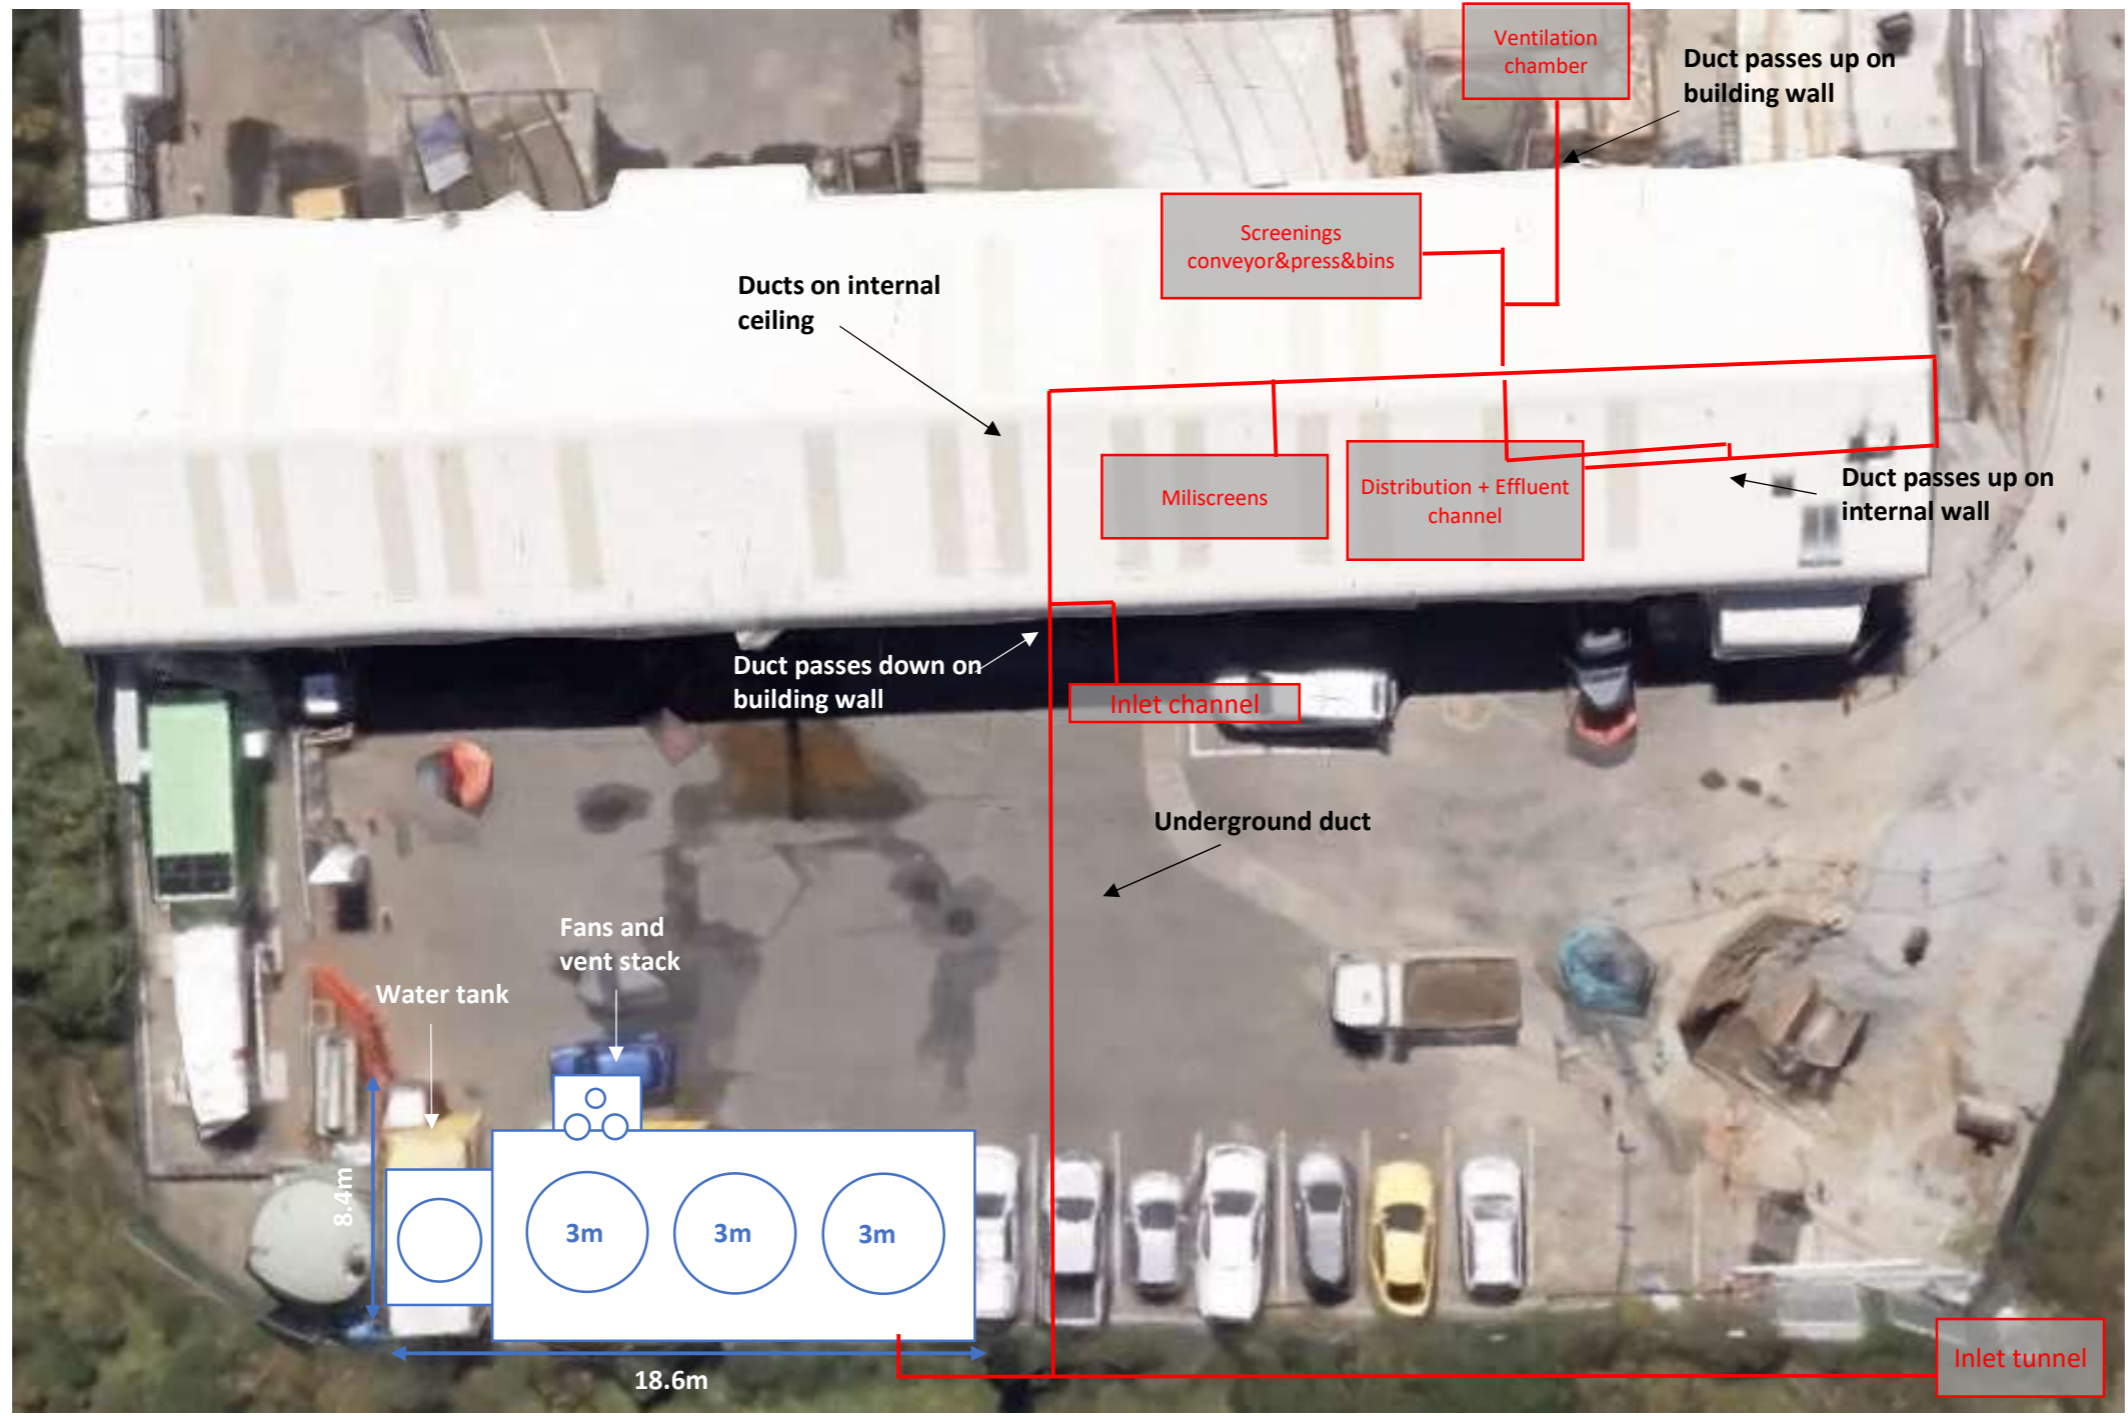 Ventilation
chamber
Duct passes up on
building wall
Screenings
conveyor&press&bins
Ducts on internal
ceiling
Miliscreens
Distribution + Effluent
channel
Duct passes up on
internal wall
Duct passes down on
building wall
Inlet channel
Underground duct
Fans and
vent stack
Water tank
8.4m
3m
3m
3m
18.6m
Inlet tunnel